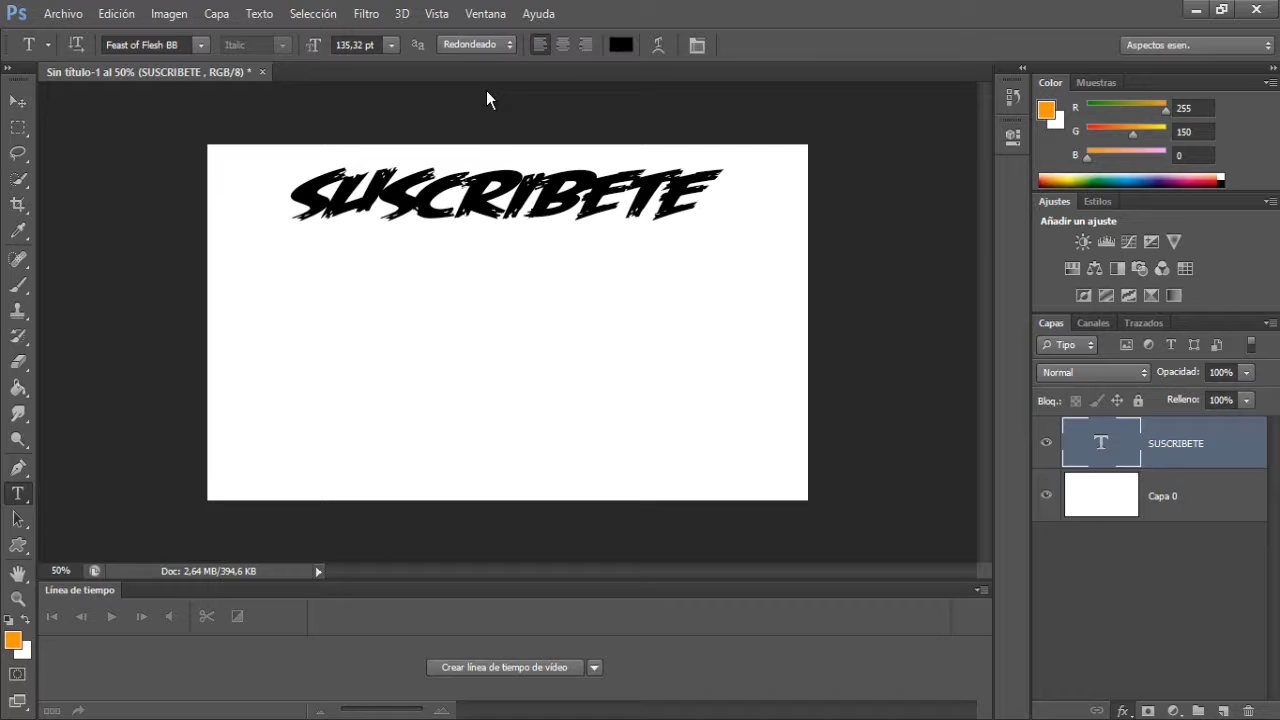 Ps Archivo Edición Imagen Capa Texto Selección Filtro 3D Vista Ventana Ayuda
T Feast of Flesh BB Italic 135,32 pt aa Redondeado Aspectos esen.
Sin título-1 al 50% (SUSCRIBETE , RGB/8) * ×
Color Muestras
R 255
G 150
B 0
SUSCRIBETE
Ajustes Estilos
Añadir un ajuste
Capas Canales Trazados
Tipo
Normal Opacidad: 100%
Bloq.: Relleno: 100%
T SUSCRIBETE
Capa 0
50% Doc: 2,64 MB/394,6 KB
Línea de tiempo
Crear línea de tiempo de vídeo
fx